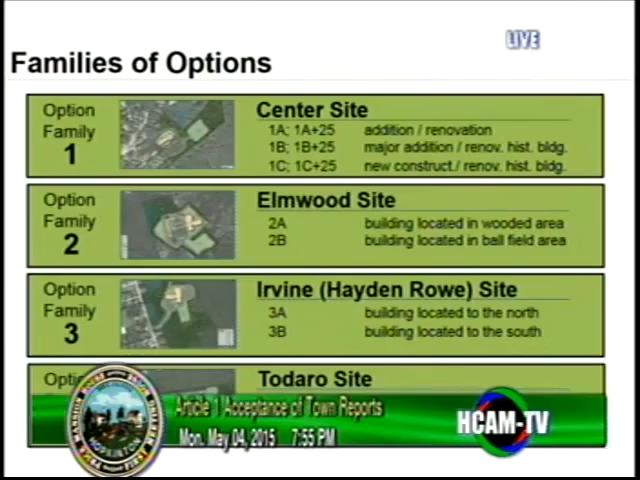 LIVE
Families of Options
Option Family 1
Center Site
1A; 1A+25 addition / renovation
1B; 1B+25 major addition / renov. hist. bldg.
1C; 1C+25 new construct./ renov. hist. bldg.
Option Family 2
Elmwood Site
2A building located in wooded area
2B building located in ball field area
Option Family 3
Irvine (Hayden Rowe) Site
3A building located to the north
3B building located to the south
Todaro Site
Article 1 Acceptance of Town Reports
Mon. May 04, 2015 7:55 PM
HOPKINTON
HCAM-TV